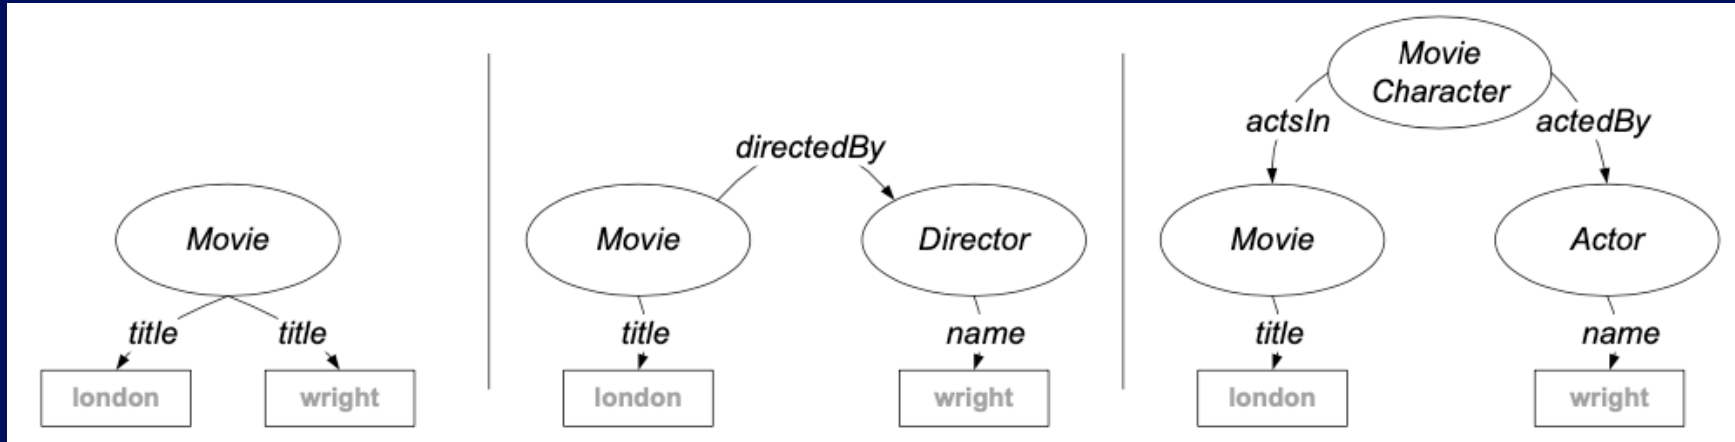 Movie
title
title
london
wright
directedBy
Movie
Director
title
name
london
wright
Movie
Character
actsIn
actedBy
Movie
Actor
title
name
london
wright